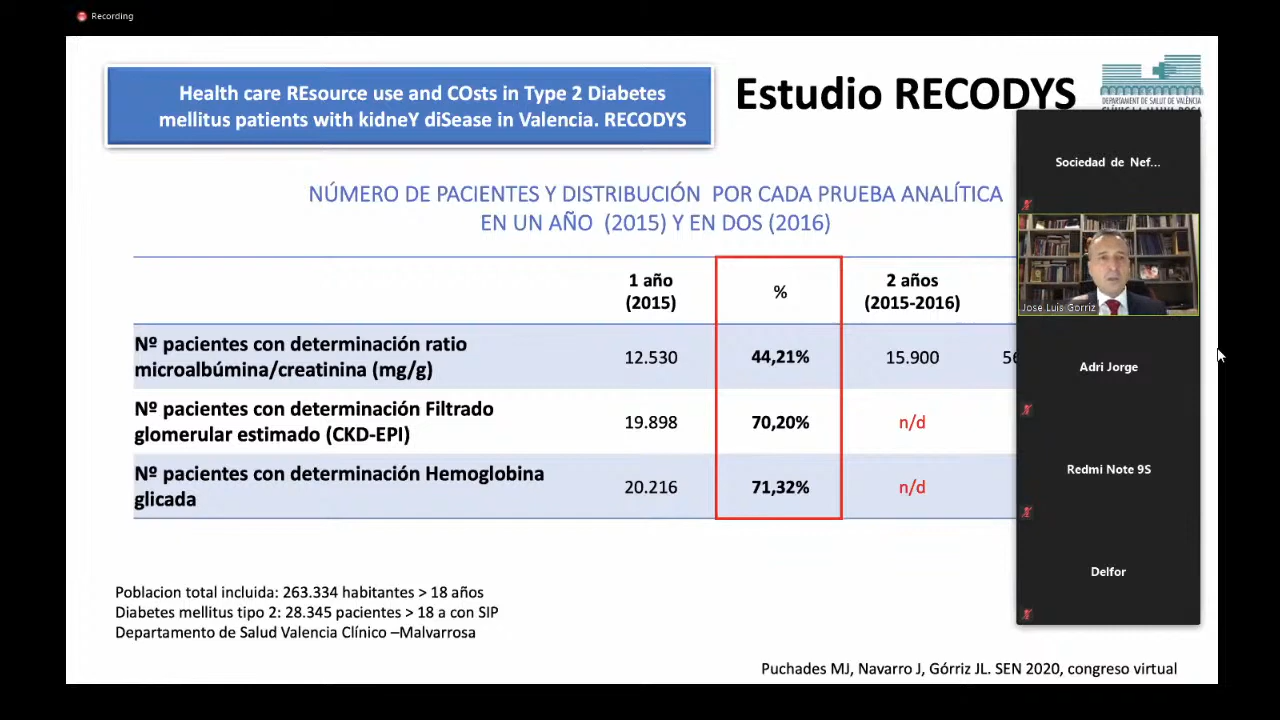 Recording
Health care REsource use and COsts in Type 2 Diabetes
mellitus patients with kidneY diSease in Valencia. RECODYS
Estudio RECODYS
DEPARTAMENT DE SALUT DE VALÈNCIA
NÚMERO DE PACIENTES Y DISTRIBUCIÓN POR CADA PRUEBA ANALÍTICA
EN UN AÑO (2015) Y EN DOS (2016)
1 año
(2015)
%
2 años
(2015-2016)
Nº pacientes con determinación ratio
microalbúmina/creatinina (mg/g)
12.530
44,21%
15.900
56
Nº pacientes con determinación Filtrado
glomerular estimado (CKD-EPI)
19.898
70,20%
n/d
Nº pacientes con determinación Hemoglobina
glicada
20.216
71,32%
n/d
Poblacion total incluida: 263.334 habitantes > 18 años
Diabetes mellitus tipo 2: 28.345 pacientes > 18 a con SIP
Departamento de Salud Valencia Clínico –Malvarrosa
Puchades MJ, Navarro J, Górriz JL. SEN 2020, congreso virtual
Sociedad de Nef...
Jose Luis Gorriz
Adri Jorge
Redmi Note 9S
Delfor